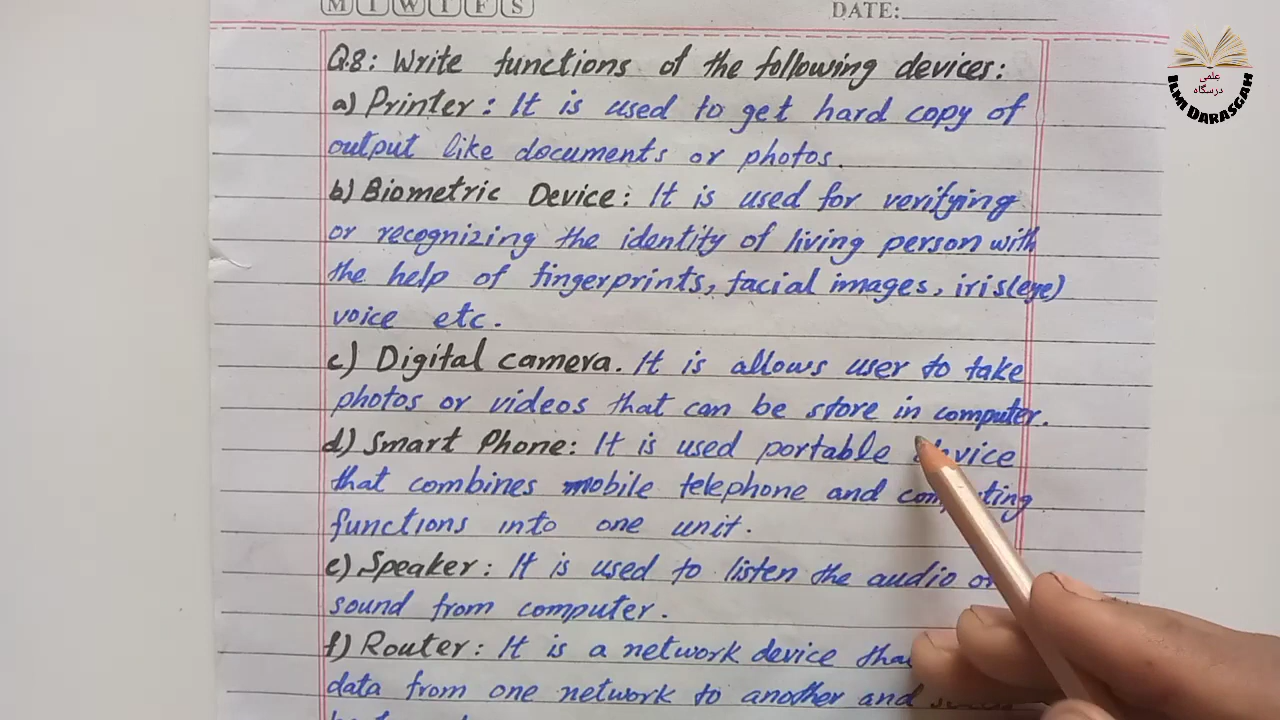 M T W T F S
DATE:
علمی
درسگاہ
ILMI DARASGAH
Q.8: Write functions of the following devices:
a) Printer: It is used to get hard copy of
output like documents or photos.
b) Biometric Device: It is used for verifying
or recognizing the identity of living person with
the help of fingerprints, facial images, iris(eye)
voice etc.
c) Digital camera. It is allows user to take
photos or videos that can be store in computer.
d) Smart Phone: It is used portable device
that combines mobile telephone and computing
functions into one unit.
e) Speaker: It is used to listen the audio or
sound from computer.
f) Router: It is a network device that
data from one network to another and